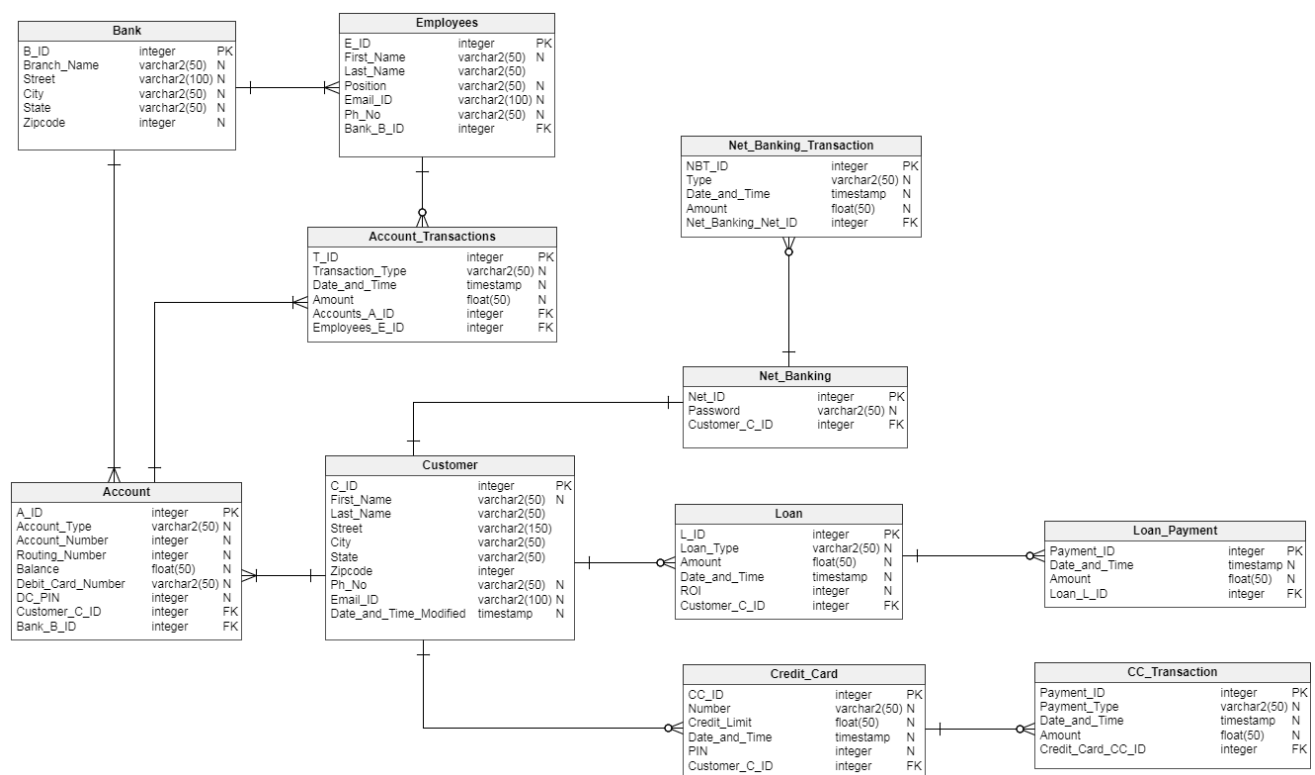 Bank
B_ID integer PK
Branch_Name varchar2(50) N
Street varchar2(100) N
City varchar2(50) N
State varchar2(50) N
Zipcode integer N
Employees
E_ID integer PK
First_Name varchar2(50) N
Last_Name varchar2(50)
Position varchar2(50) N
Email_ID varchar2(100) N
Ph_No varchar2(50) N
Bank_B_ID integer FK
Net_Banking_Transaction
NBT_ID integer PK
Type varchar2(50) N
Date_and_Time timestamp N
Amount float(50) N
Net_Banking_Net_ID integer FK
Account_Transactions
T_ID integer PK
Transaction_Type varchar2(50) N
Date_and_Time timestamp N
Amount float(50) N
Accounts_A_ID integer FK
Employees_E_ID integer FK
Net_Banking
Net_ID integer PK
Password varchar2(50) N
Customer_C_ID integer FK
Account
A_ID integer PK
Account_Type varchar2(50) N
Account_Number integer N
Routing_Number integer N
Balance float(50) N
Debit_Card_Number varchar2(50) N
DC_PIN integer N
Customer_C_ID integer FK
Bank_B_ID integer FK
Customer
C_ID integer PK
First_Name varchar2(50) N
Last_Name varchar2(50)
Street varchar2(150)
City varchar2(50)
State varchar2(50)
Zipcode integer
Ph_No varchar2(50) N
Email_ID varchar2(100) N
Date_and_Time_Modified timestamp N
Loan
L_ID integer PK
Loan_Type varchar2(50) N
Amount float(50) N
Date_and_Time timestamp N
ROI integer N
Customer_C_ID integer FK
Loan_Payment
Payment_ID integer PK
Date_and_Time timestamp N
Amount float(50) N
Loan_L_ID integer FK
Credit_Card
CC_ID integer PK
Number varchar2(50) N
Credit_Limit float(50) N
Date_and_Time timestamp N
PIN integer N
Customer_C_ID integer FK
CC_Transaction
Payment_ID integer PK
Payment_Type varchar2(50) N
Date_and_Time timestamp N
Amount float(50) N
Credit_Card_CC_ID integer FK